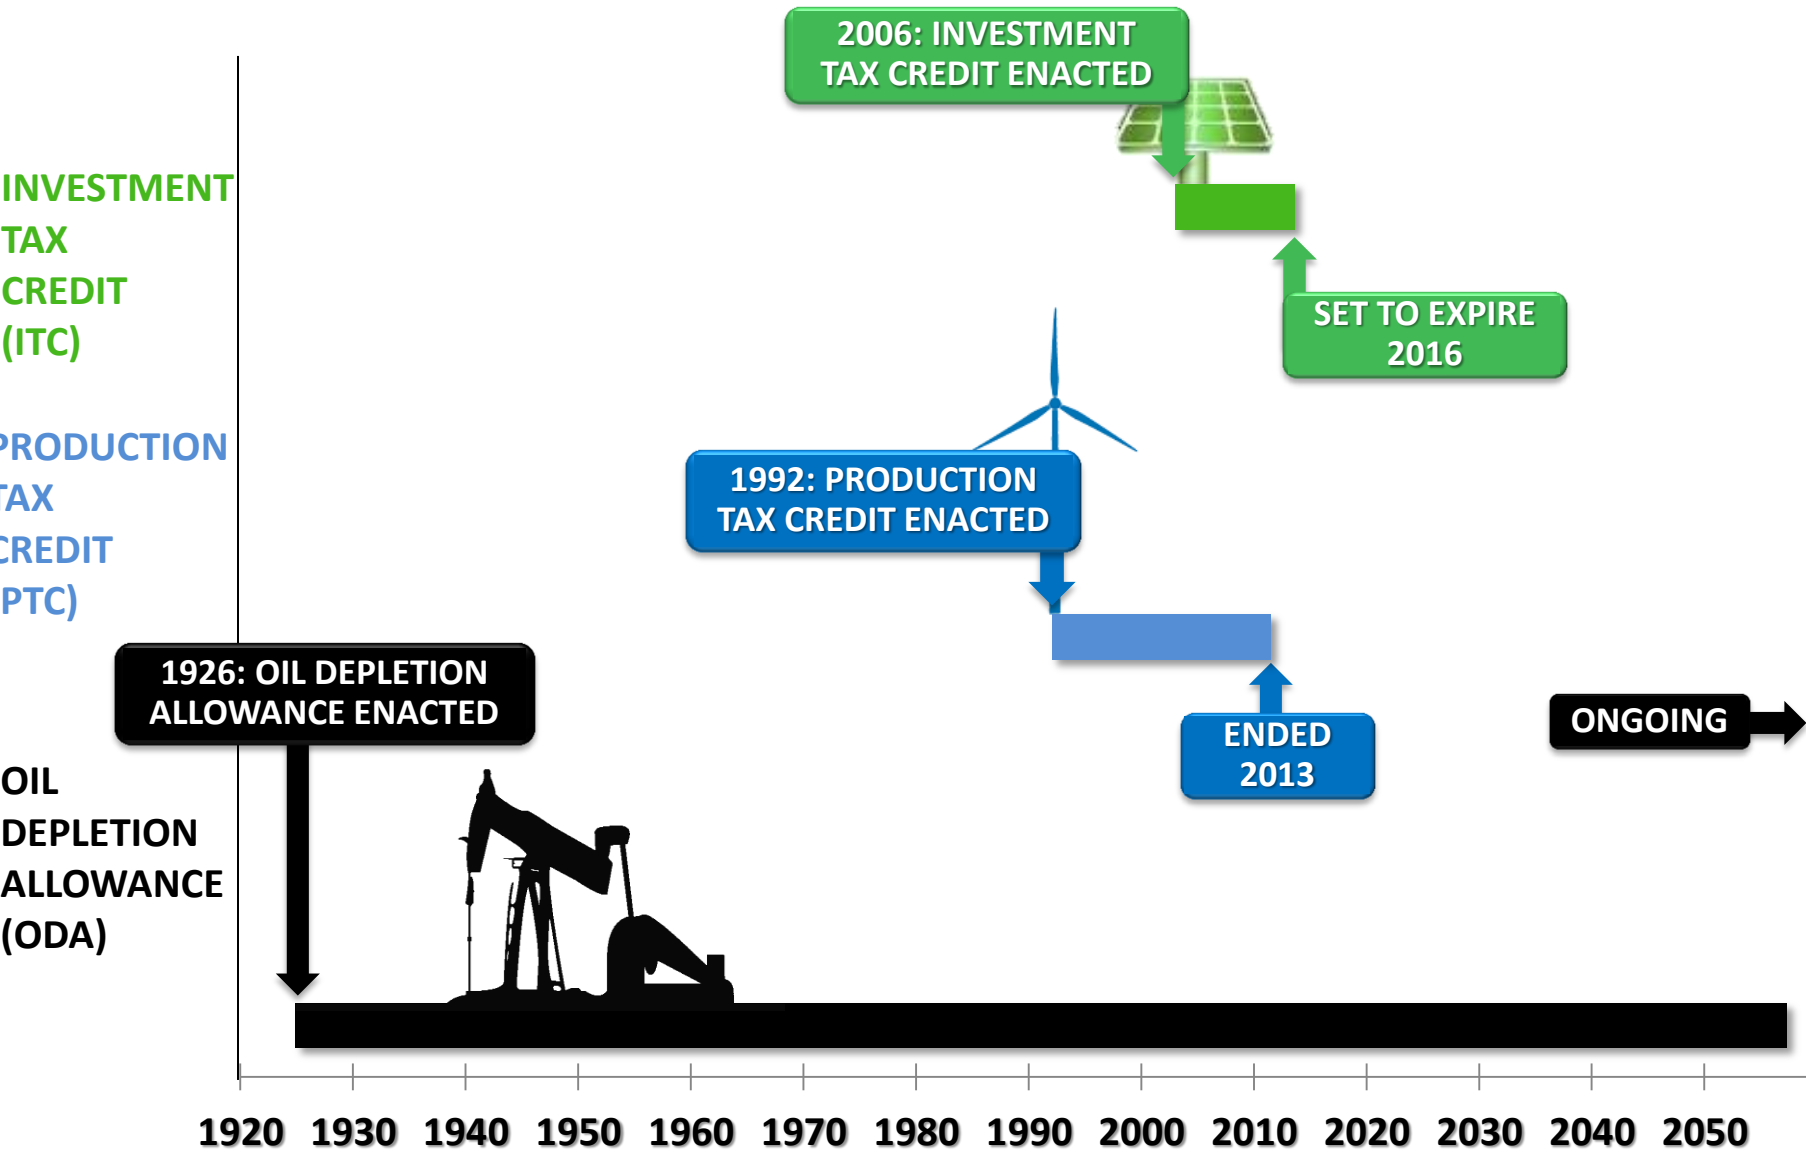 2006: INVESTMENT
TAX CREDIT ENACTED
INVESTMENT
TAX
CREDIT
(ITC)
SET TO EXPIRE
2016
PRODUCTION
TAX
CREDIT
PTC)
1992: PRODUCTION
TAX CREDIT ENACTED
1926: OIL DEPLETION
ALLOWANCE ENACTED
ENDED
2013
ONGOING
OIL
DEPLETION
ALLOWANCE
(ODA)
1920 1930 1940 1950 1960 1970 1980 1990 2000 2010 2020 2030 2040 2050